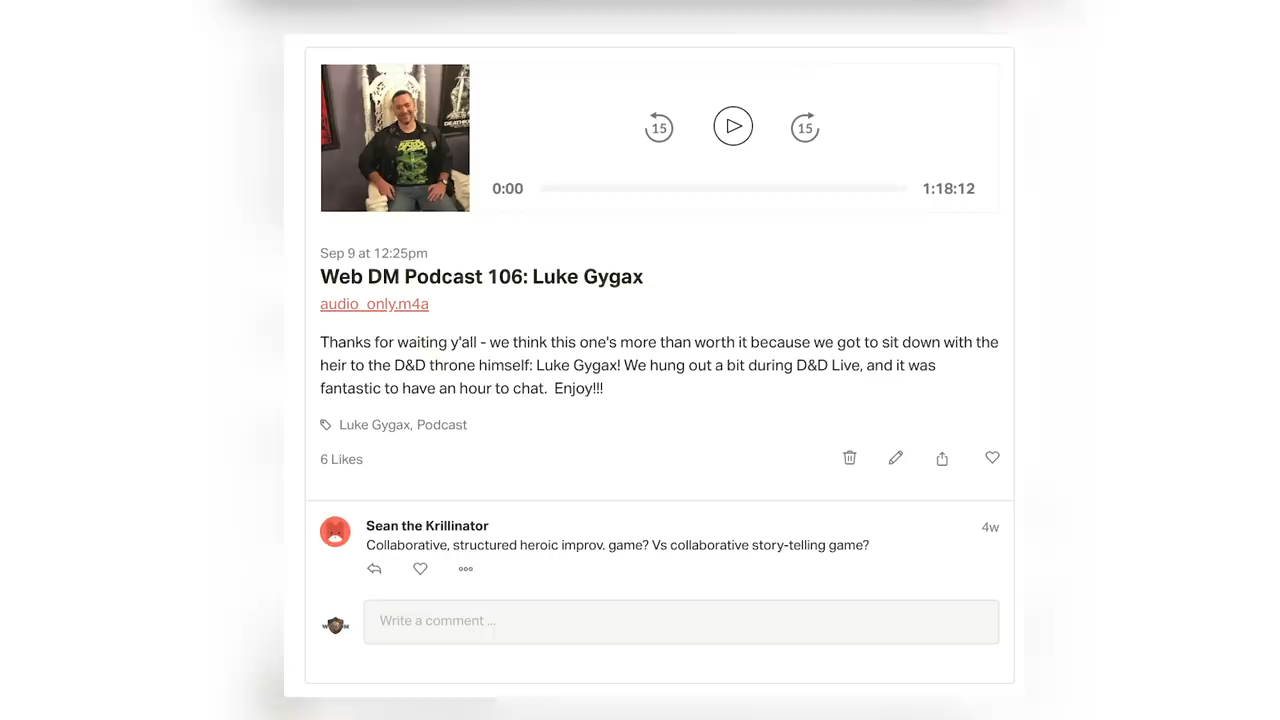 15
15
0:00
1:18:12
Sep 9 at 12:25pm
Web DM Podcast 106: Luke Gygax
audio_only.m4a
Thanks for waiting y'all - we think this one's more than worth it because we got to sit down with the
heir to the D&D throne himself: Luke Gygax! We hung out a bit during D&D Live, and it was
fantastic to have an hour to chat.  Enjoy!!!
Luke Gygax, Podcast
6 Likes
Sean the Krillinator
4w
Collaborative, structured heroic improv. game? Vs collaborative story-telling game?
Write a comment ...